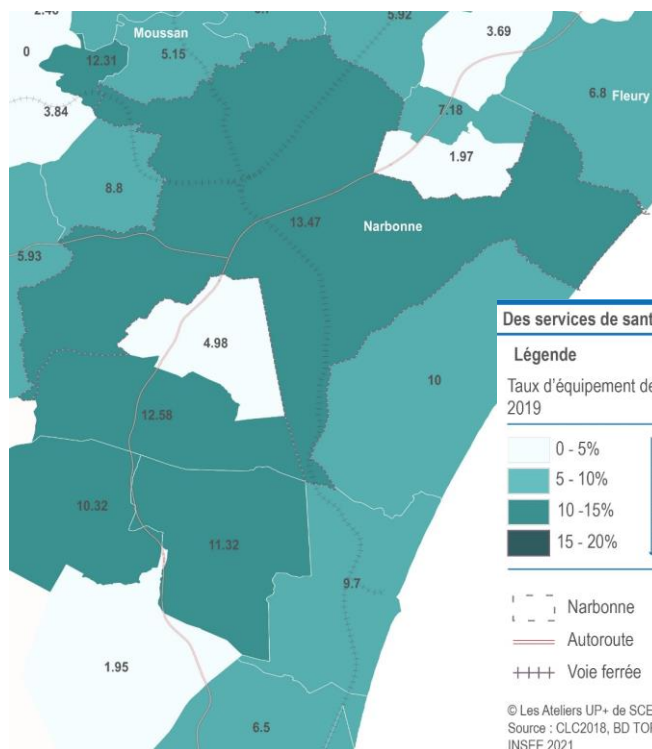 5.92
Moussan
5.15
3.69
0
12.31
6.8
Fleury
3.84
7.18
1.97
8.8
13.47
Narbonne
5.93
4.98
10
12.58
10.32
11.32
9.7
1.95
6.5
Des services de sant
Légende
Taux d'équipement de
2019
0 - 5%
5 - 10%
10 -15%
15 - 20%
Narbonne
Autoroute
Voie ferrée
© Les Ateliers UP+ de SCE
Source : CLC2018, BD TOP
INSEE 2021